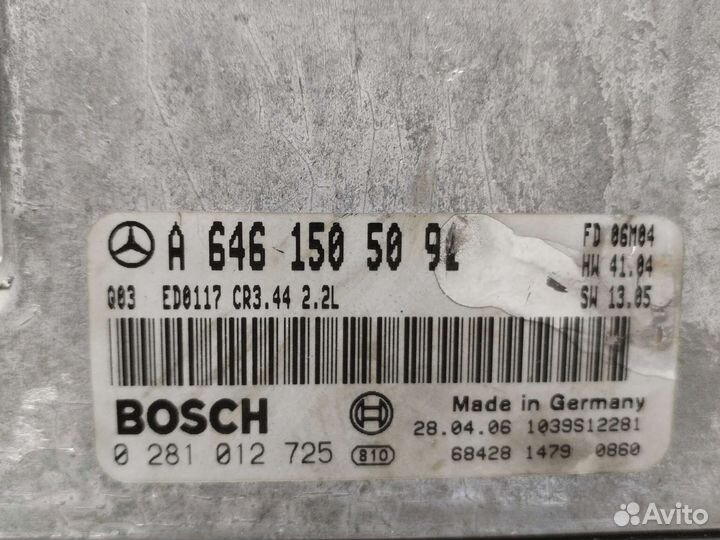 A 646 150 50
FD 06M04
HW 41.04
Q03 ED0117 CR3.44 2.2L
SW 13.05
BOSCH
Made in Germany
28.04.06 1039S12281
0 281 012 725 810
68428 1479 0860
Avito